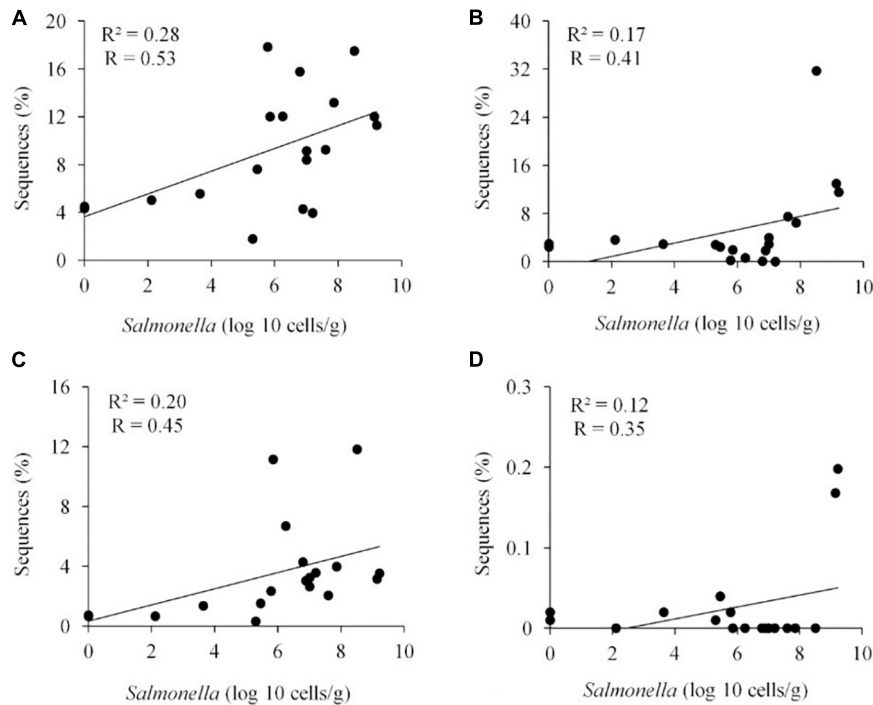 A
20
16
12
8
4
0
Sequences (%)
R² = 0.28
R = 0.53
0 2 4 6 8 10
Salmonella (log 10 cells/g)
B
40
32
24
16
8
0
Sequences (%)
R² = 0.17
R = 0.41
0 2 4 6 8 10
Salmonella (log 10 cells/g)
C
16
12
8
4
0
Sequences (%)
R² = 0.20
R = 0.45
0 2 4 6 8 10
Salmonella (log 10 cells/g)
D
0.3
0.2
0.1
0
Sequences (%)
R² = 0.12
R = 0.35
0 2 4 6 8 10
Salmonella (log 10 cells/g)